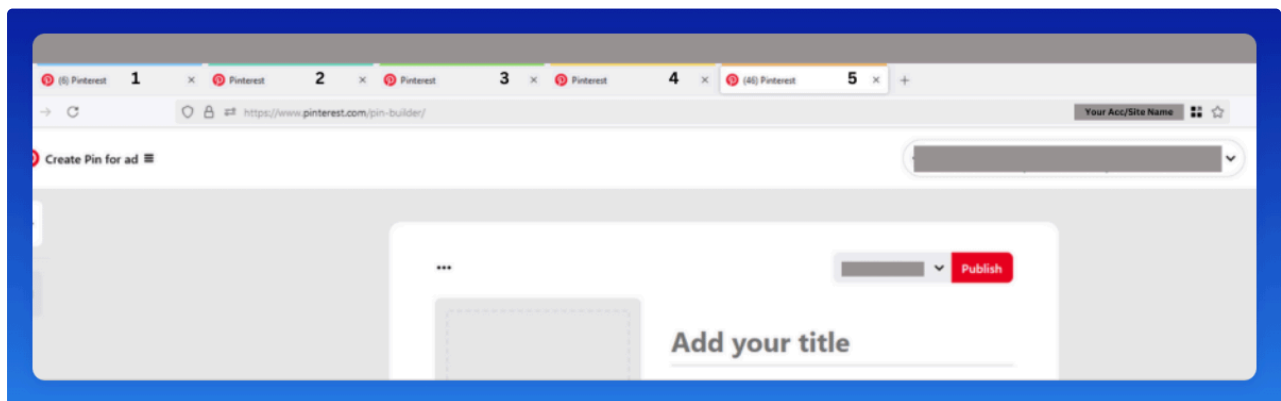 (6) Pinterest 1 Pinterest 2 Pinterest 3 Pinterest 4 (46) Pinterest 5
https://www.pinterest.com/pin-builder/ Your Acc/Site Name
Create Pin for ad
Publish
Add your title